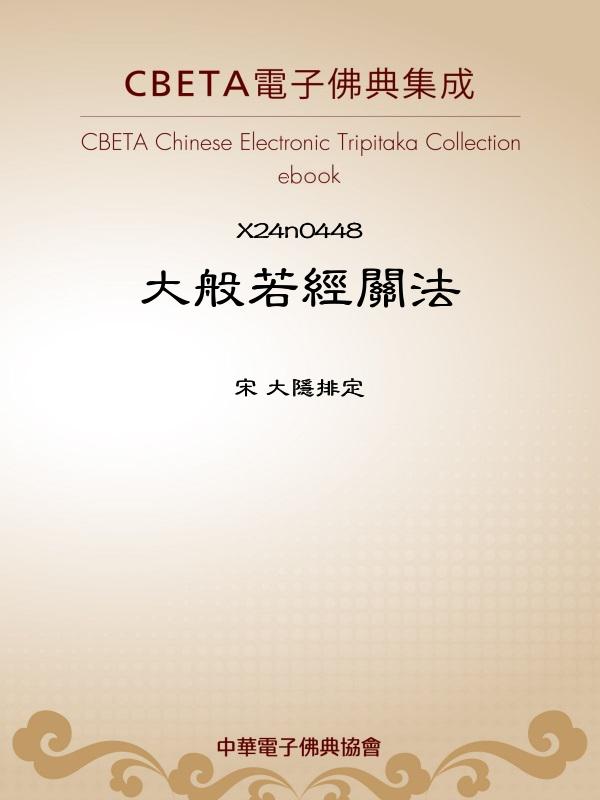 CBETA電子佛典集成
CBETA Chinese Electronic Tripitaka Collection
ebook
X24n0448
大般若經關法
宋 大隱排定
中華電子佛典協會